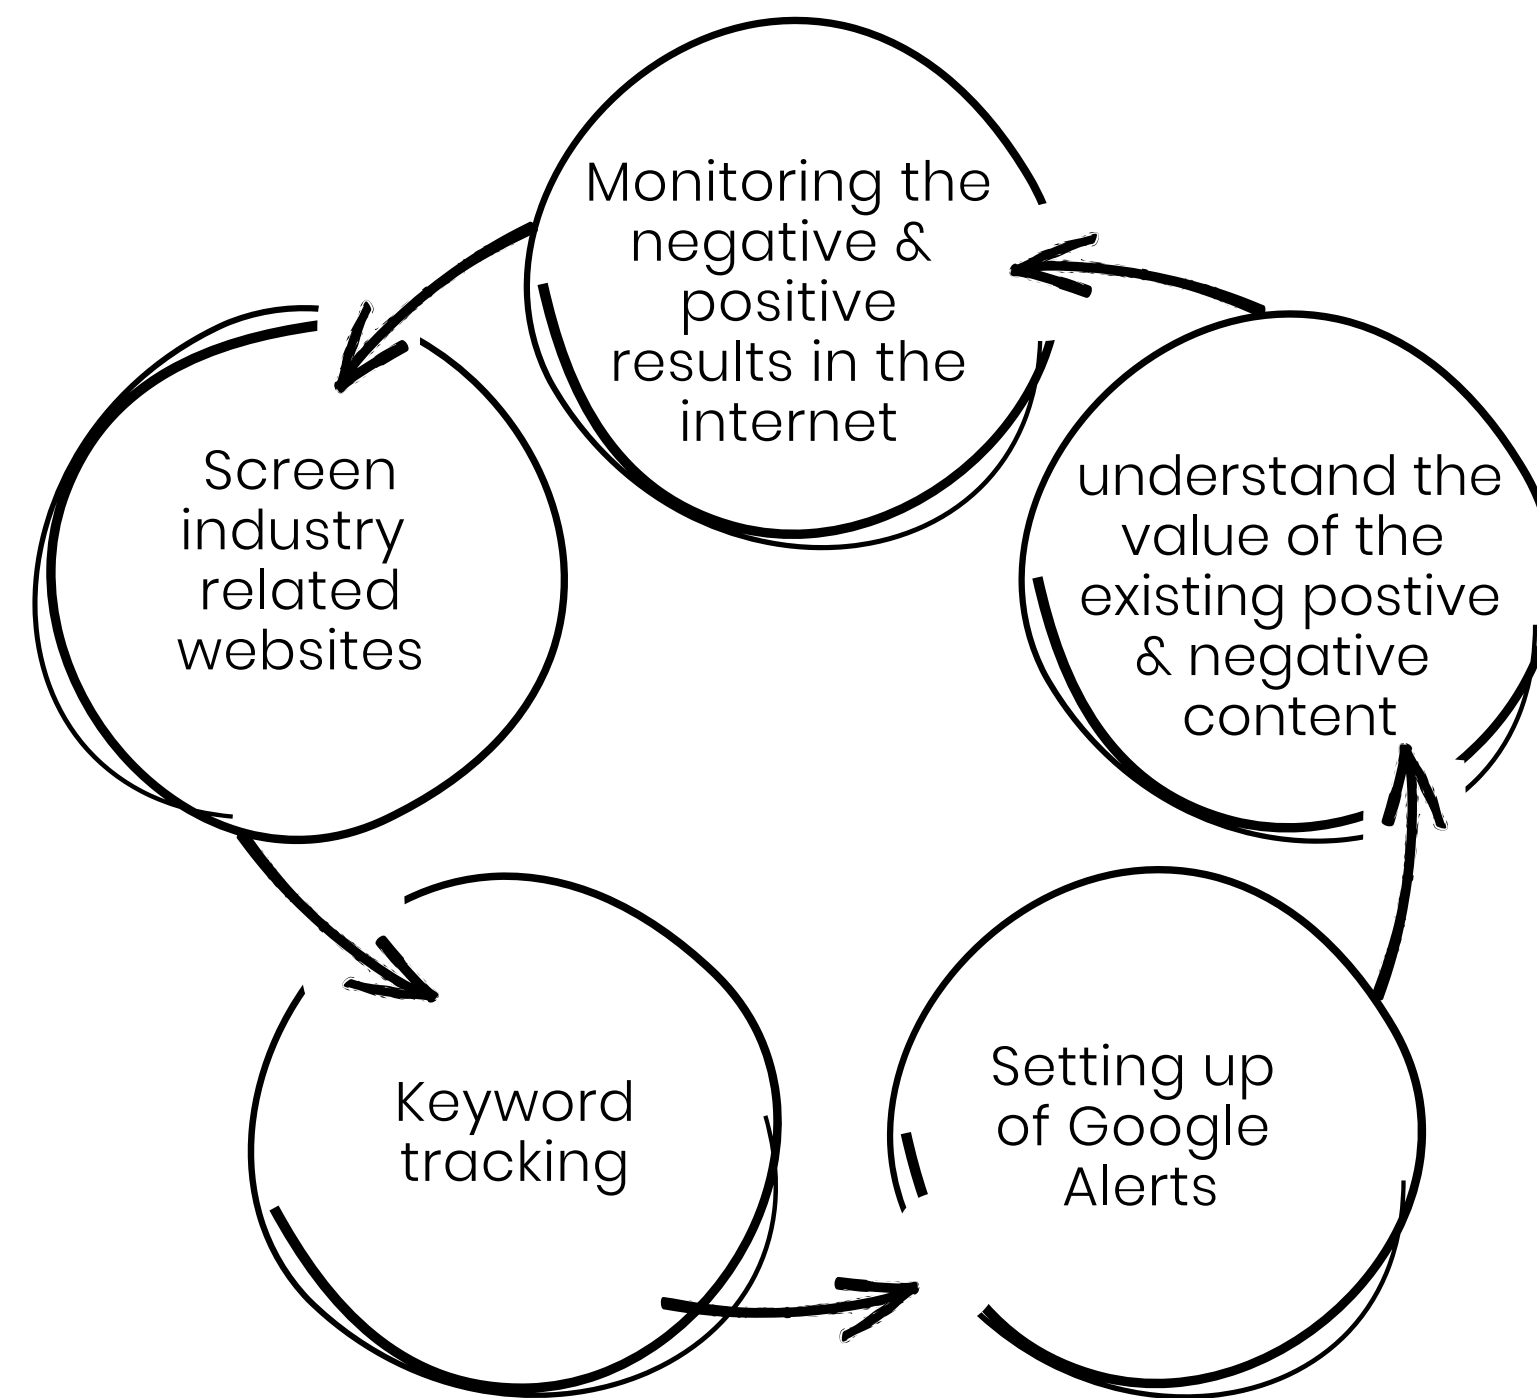 Monitoring the
negative &
positive
results in the
internet
Screen
industry
related
websites
Keyword
tracking
Setting up
of Google
Alerts
understand the
value of the
existing postive
& negative
content